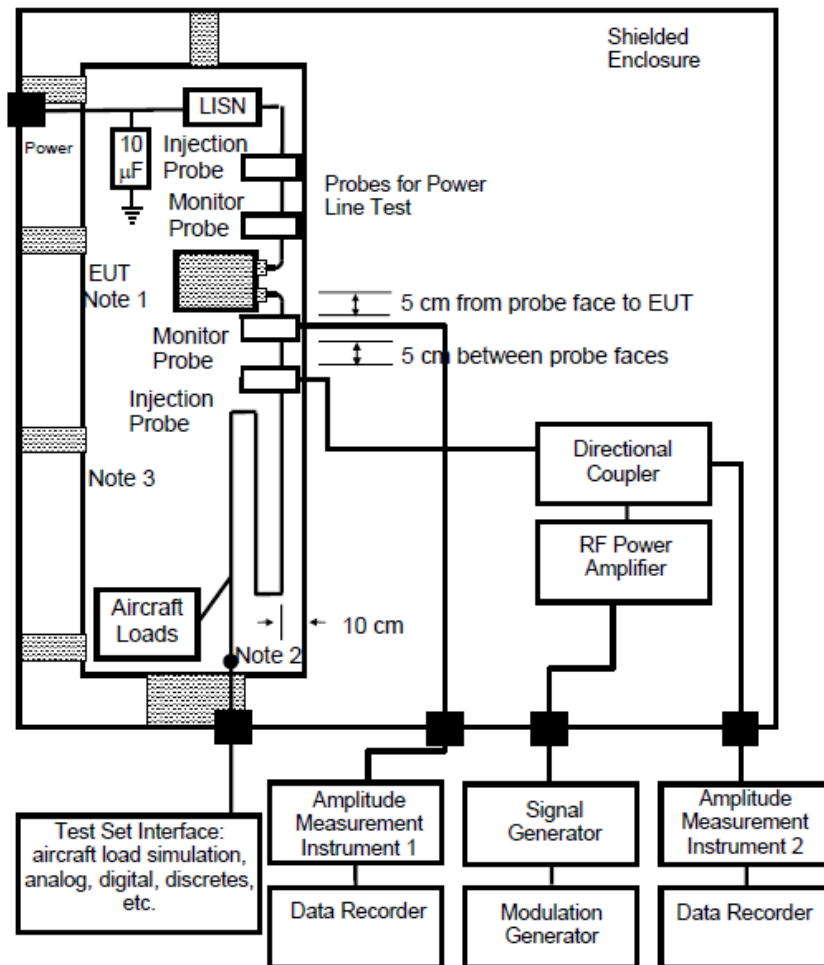 Shielded
Enclosure
LISN
Power
10
μF
Injection
Probe
Monitor
Probe
Probes for Power
Line Test
EUT
Note 1
5 cm from probe face to EUT
Monitor
Probe
5 cm between probe faces
Injection
Probe
Note 3
Directional
Coupler
RF Power
Amplifier
Aircraft
Loads
10 cm
Note 2
Test Set Interface:
aircraft load simulation,
analog, digital, discretes,
etc.
Amplitude
Measurement
Instrument 1
Data Recorder
Signal
Generator
Modulation
Generator
Amplitude
Measurement
Instrument 2
Data Recorder